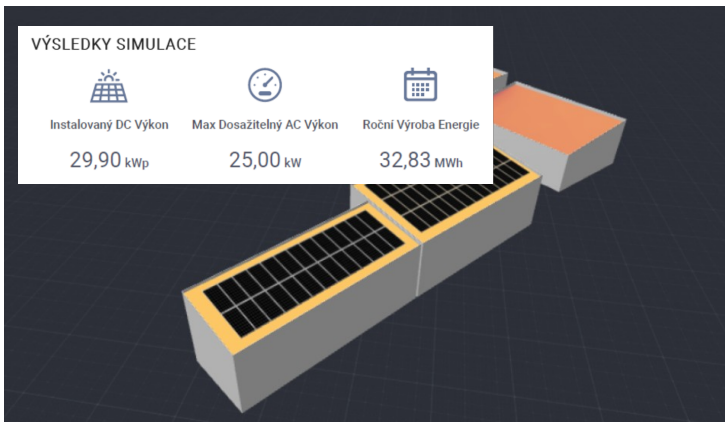 VÝSLEDKY SIMULACE
Instalovaný DC Výkon
Max Dosažitelný AC Výkon
Roční Výroba Energie
29,90 kWp
25,00 kW
32,83 MWh